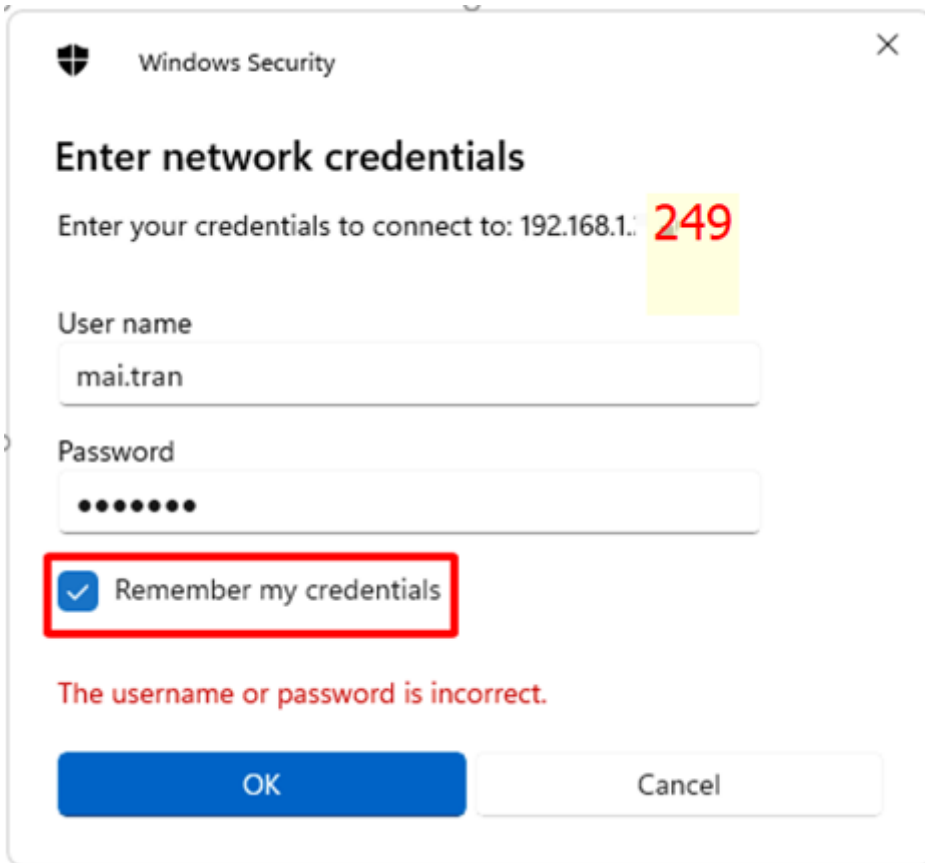 Windows Security
Enter network credentials
Enter your credentials to connect to: 192.168.1. 249
User name
mai.tran
Password
•••••••
Remember my credentials
The username or password is incorrect.
OK
Cancel